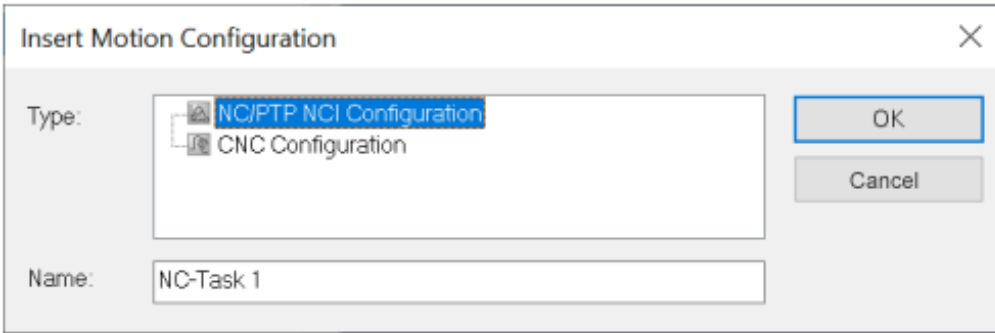 Insert Motion Configuration
Type:
NC/PTP NCI Configuration
CNC Configuration
OK
Cancel
Name:
NC-Task 1